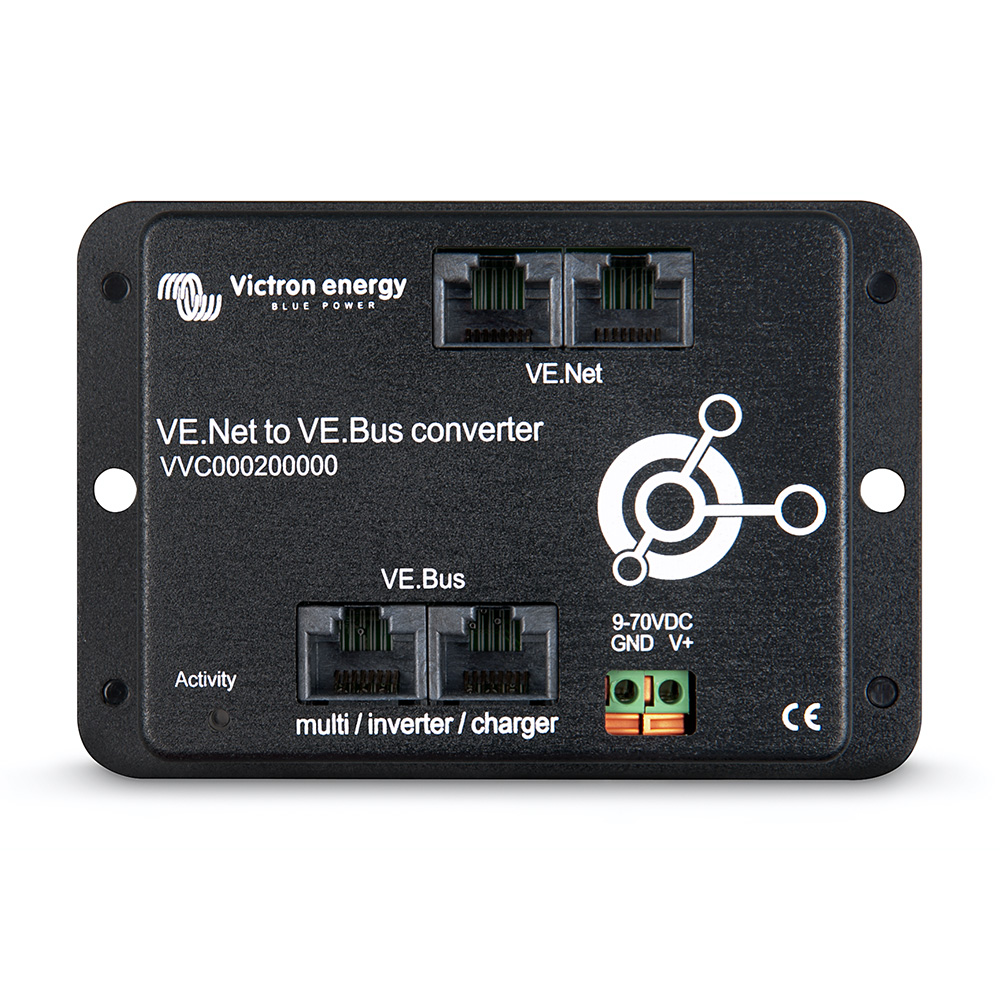 Victron energy
BLUE POWER
VE.Net
VE.Net to VE.Bus converter
VVC000200000
VE.Bus
9-70VDC
GND V+
Activity
multi / inverter / charger
CE